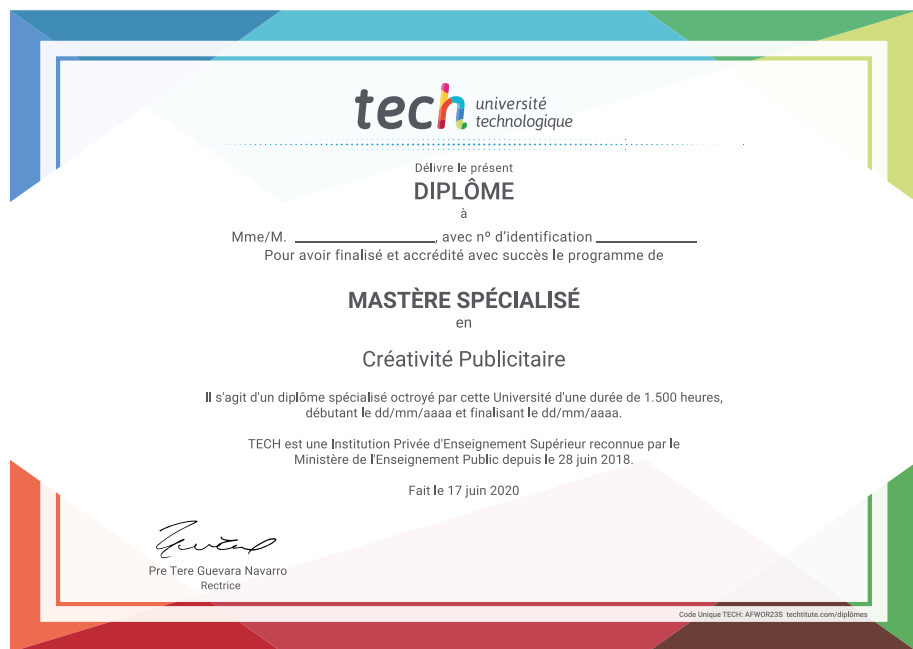 tech université
technologique
Délivre le présent
DIPLÔME
à
Mme/M. ____________, avec nº d'identification ____________
Pour avoir finalisé et accrédité avec succès le programme de
MASTÈRE SPÉCIALISÉ
en
Créativité Publicitaire
Il s'agit d'un diplôme spécialisé octroyé par cette Université d'une durée de 1.500 heures,
débutant le dd/mm/aaaa et finalisant le dd/mm/aaaa.
TECH est une Institution Privée d'Enseignement Supérieur reconnue par le
Ministère de l'Enseignement Public depuis le 28 juin 2018.
Fait le 17 juin 2020
Pre Tere Guevara Navarro
Rectrice
Code Unique TECH: AFWOR23S techtitute.com/diplômes